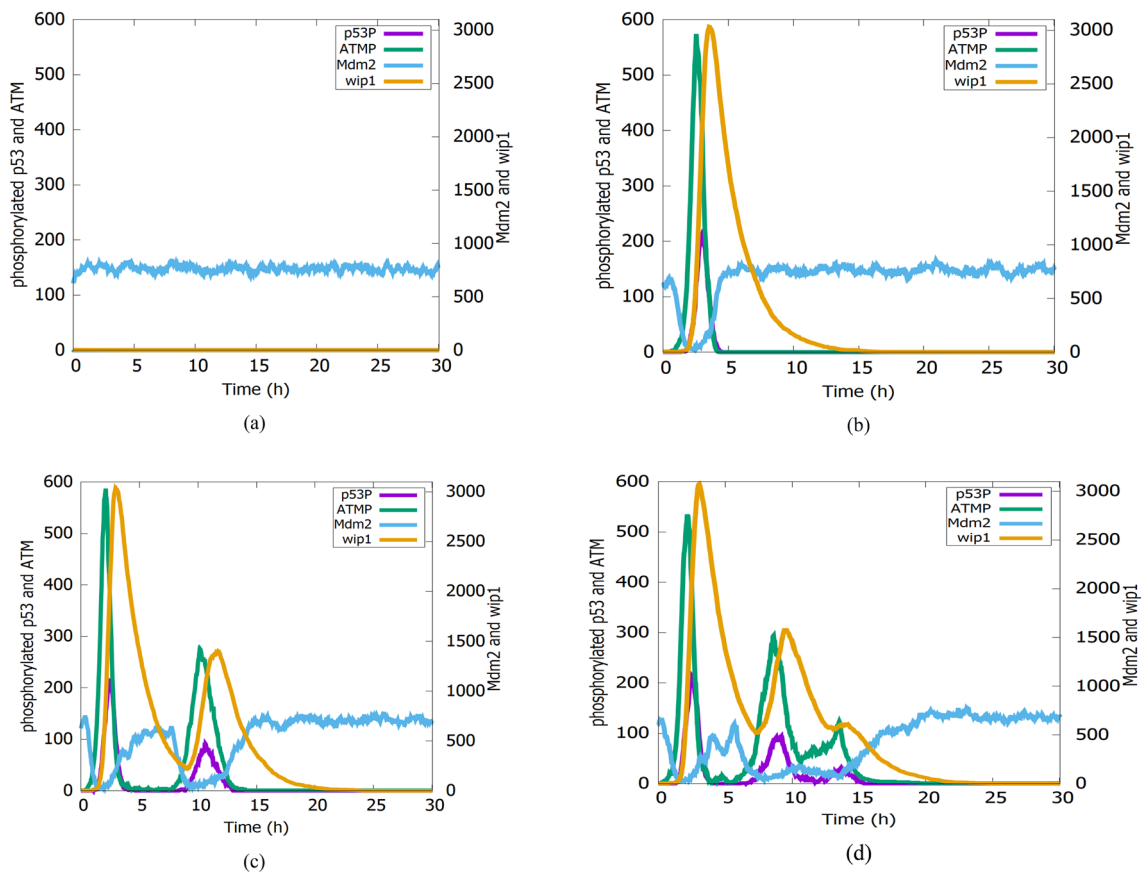 600
500
400
300
200
100
0
phosphorylated p53 and ATM
p53P
ATMP
Mdm2
wip1
3000
2500
2000
1500
1000
500
0
Mdm2 and wip1
0 5 10 15 20 25 30
Time (h)
(a)
600
500
400
300
200
100
0
phosphorylated p53 and ATM
p53P
ATMP
Mdm2
wip1
3000
2500
2000
1500
1000
500
0
Mdm2 and wip1
0 5 10 15 20 25 30
Time (h)
(b)
600
500
400
300
200
100
0
phosphorylated p53 and ATM
p53P
ATMP
Mdm2
wip1
3000
2500
2000
1500
1000
500
0
Mdm2 and wip1
0 5 10 15 20 25 30
Time (h)
(c)
600
500
400
300
200
100
0
phosphorylated p53 and ATM
p53P
ATMP
Mdm2
wip1
3000
2500
2000
1500
1000
500
0
Mdm2 and wip1
0 5 10 15 20 25 30
Time (h)
(d)